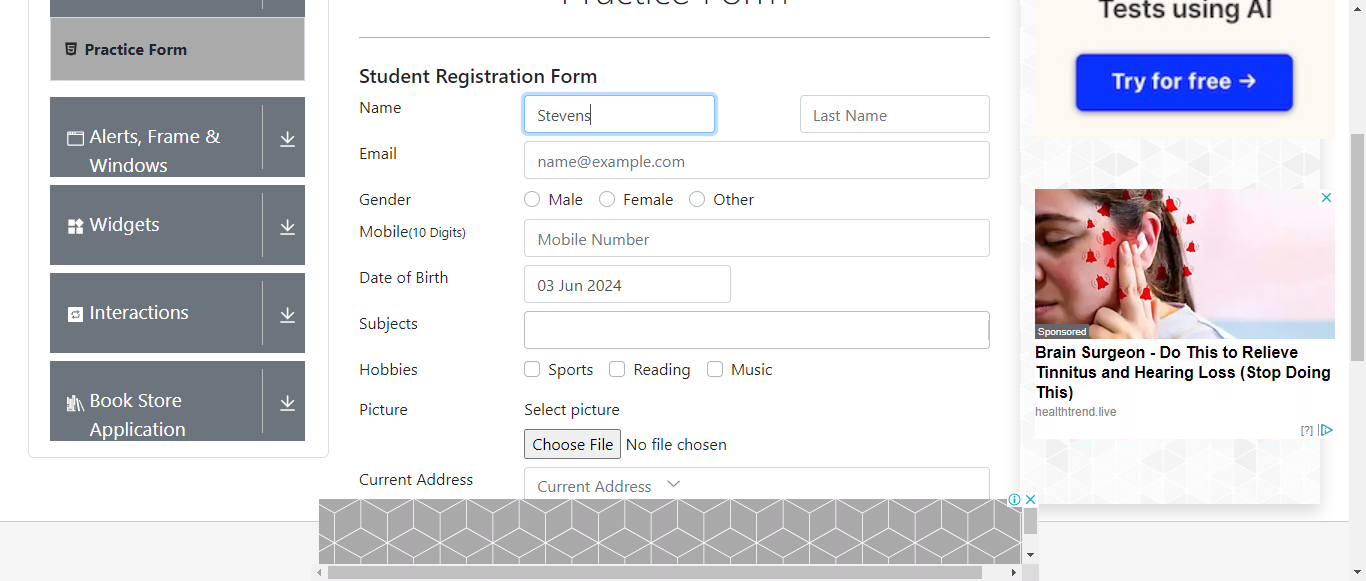 Practice Form
Tests using AI
Try for free →
Practice Form
Alerts, Frame &
Windows
Widgets
Interactions
Book Store
Application
Student Registration Form
Name
Stevens
Last Name
Email
name@example.com
Gender
Male
Female
Other
Mobile(10 Digits)
Mobile Number
Date of Birth
03 Jun 2024
Subjects
Hobbies
Sports
Reading
Music
Picture
Select picture
Choose File No file chosen
Current Address
Current Address
Sponsored
Brain Surgeon - Do This to Relieve
Tinnitus and Hearing Loss (Stop Doing
This)
healthtrend.live
[?]